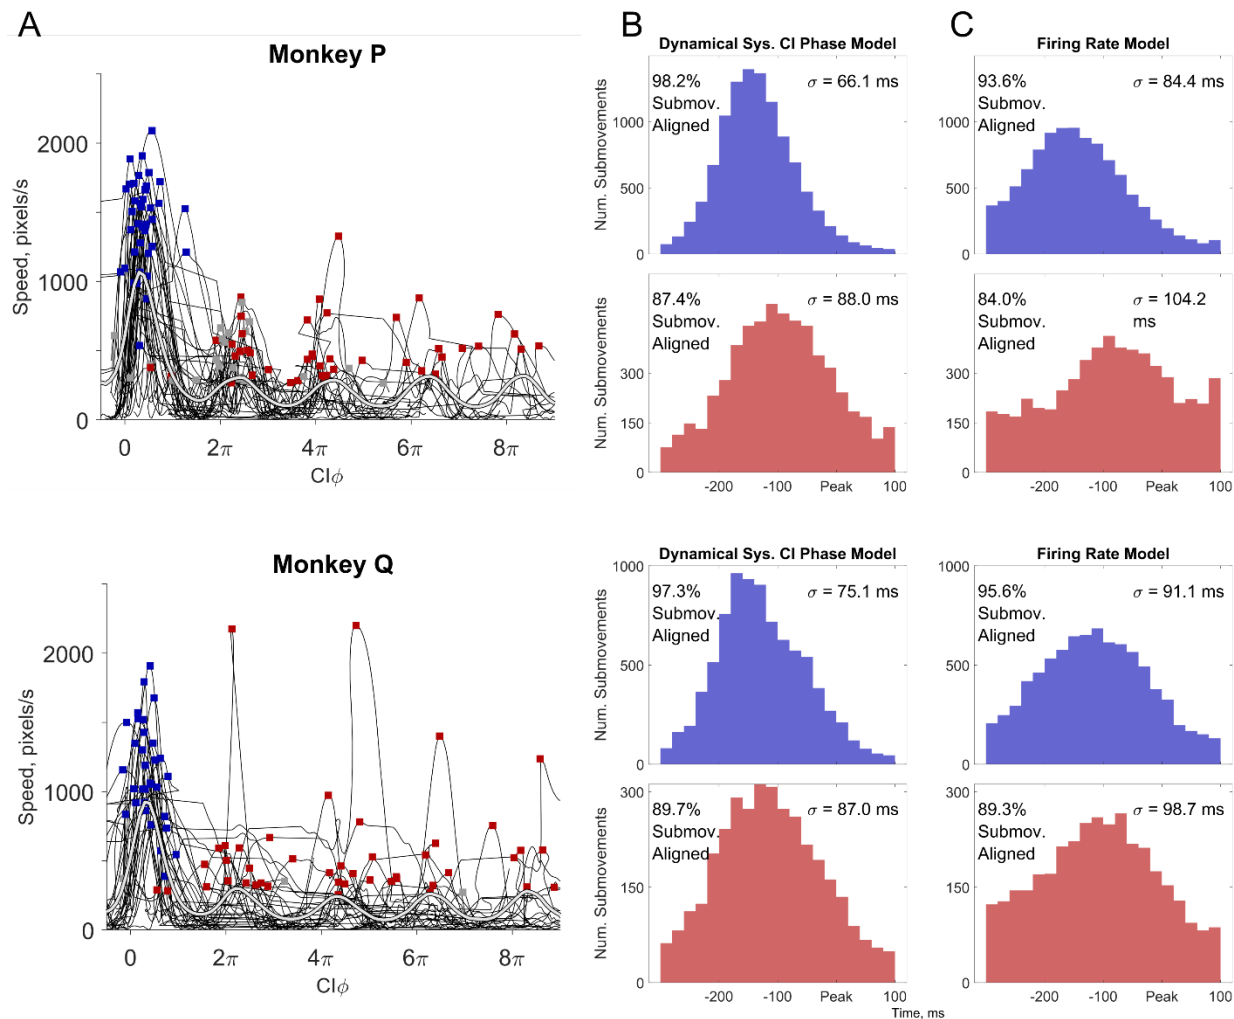 A
Monkey P
Speed, pixels/s
2000
1000
0
0
2π
4π
6π
8π
CIϕ
Monkey Q
Speed, pixels/s
2000
1000
0
0
2π
4π
6π
8π
CIϕ
B
Dynamical Sys. CI Phase Model
98.2%
Submov.
Aligned
σ = 66.1 ms
Num. Submovements
1000
500
0
87.4%
Submov.
Aligned
σ = 88.0 ms
Num. Submovements
300
150
0
-200
-100
Peak
100
Dynamical Sys. CI Phase Model
97.3%
Submov.
Aligned
σ = 75.1 ms
Num. Submovements
1000
500
0
89.7%
Submov.
Aligned
σ = 87.0 ms
Num. Submovements
300
150
0
-200
-100
Peak
100
C
Firing Rate Model
93.6%
Submov.
Aligned
σ = 84.4 ms
1000
500
0
84.0%
Submov.
Aligned
σ = 104.2
ms
300
150
0
-200
-100
Peak
100
Firing Rate Model
95.6%
Submov.
Aligned
σ = 91.1 ms
1000
500
0
89.3%
Submov.
Aligned
σ = 98.7 ms
300
150
0
-200
-100
Peak
100
Time, ms